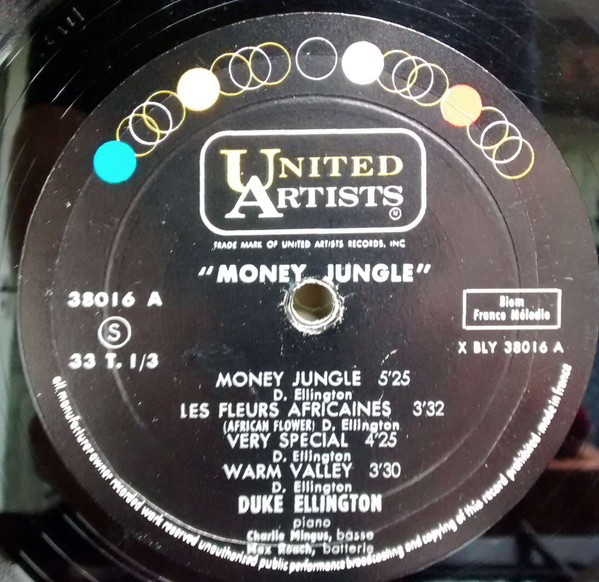 UNITED
ARTISTS
TRADE MARK OF UNITED ARTISTS RECORDS, INC
"MONEY JUNGLE"
38016 A
S
33 T. 1/3
Biem
France Mélodie
X BLY 38016 A
MONEY JUNGLE 5'25
D. Ellington
LES FLEURS AFRICAINES 3'32
(AFRICAN FLOWER) D. Ellington
VERY SPECIAL 4'25
D. Ellington
WARM VALLEY 3'30
D. Ellington
DUKE ELLINGTON
piano
Charlie Mingus, basse
Max Roach, batterie
all manufacturer owner recorded work reserved unauthorized public performance broadcasting and copying of this record prohibited made in france